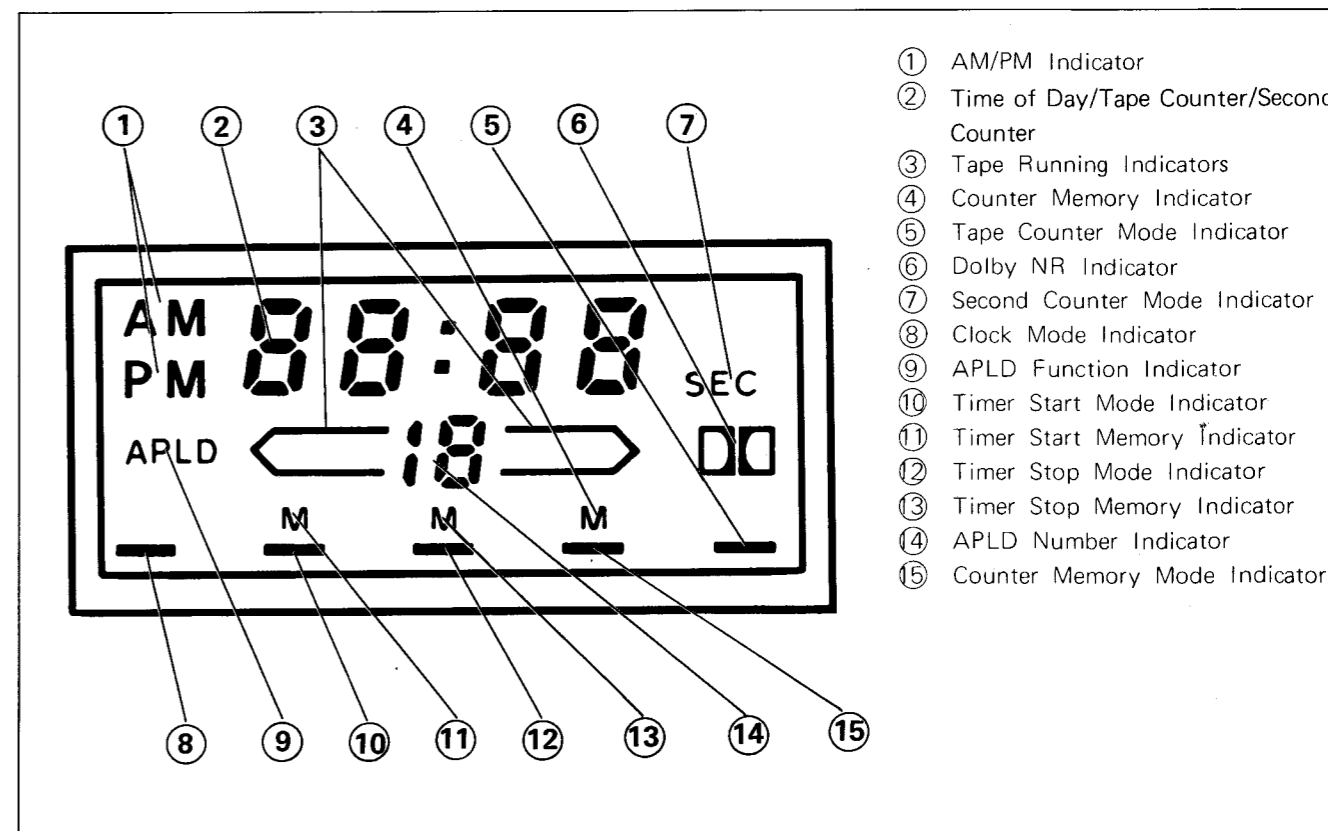 ① AM/PM Indicator
② Time of Day/Tape Counter/Second
Counter
③ Tape Running Indicators
④ Counter Memory Indicator
⑤ Tape Counter Mode Indicator
⑥ Dolby NR Indicator
⑦ Second Counter Mode Indicator
⑧ Clock Mode Indicator
⑨ APLD Function Indicator
⑩ Timer Start Mode Indicator
⑪ Timer Start Memory Indicator
⑫ Timer Stop Mode Indicator
⑬ Timer Stop Memory Indicator
⑭ APLD Number Indicator
⑮ Counter Memory Mode Indicator
① ② ③ ④ ⑤ ⑥ ⑦
AM 88:88
PM SEC
APLD 18
M M M
⑧ ⑨ ⑩ ⑪ ⑫ ⑬ ⑭ ⑮